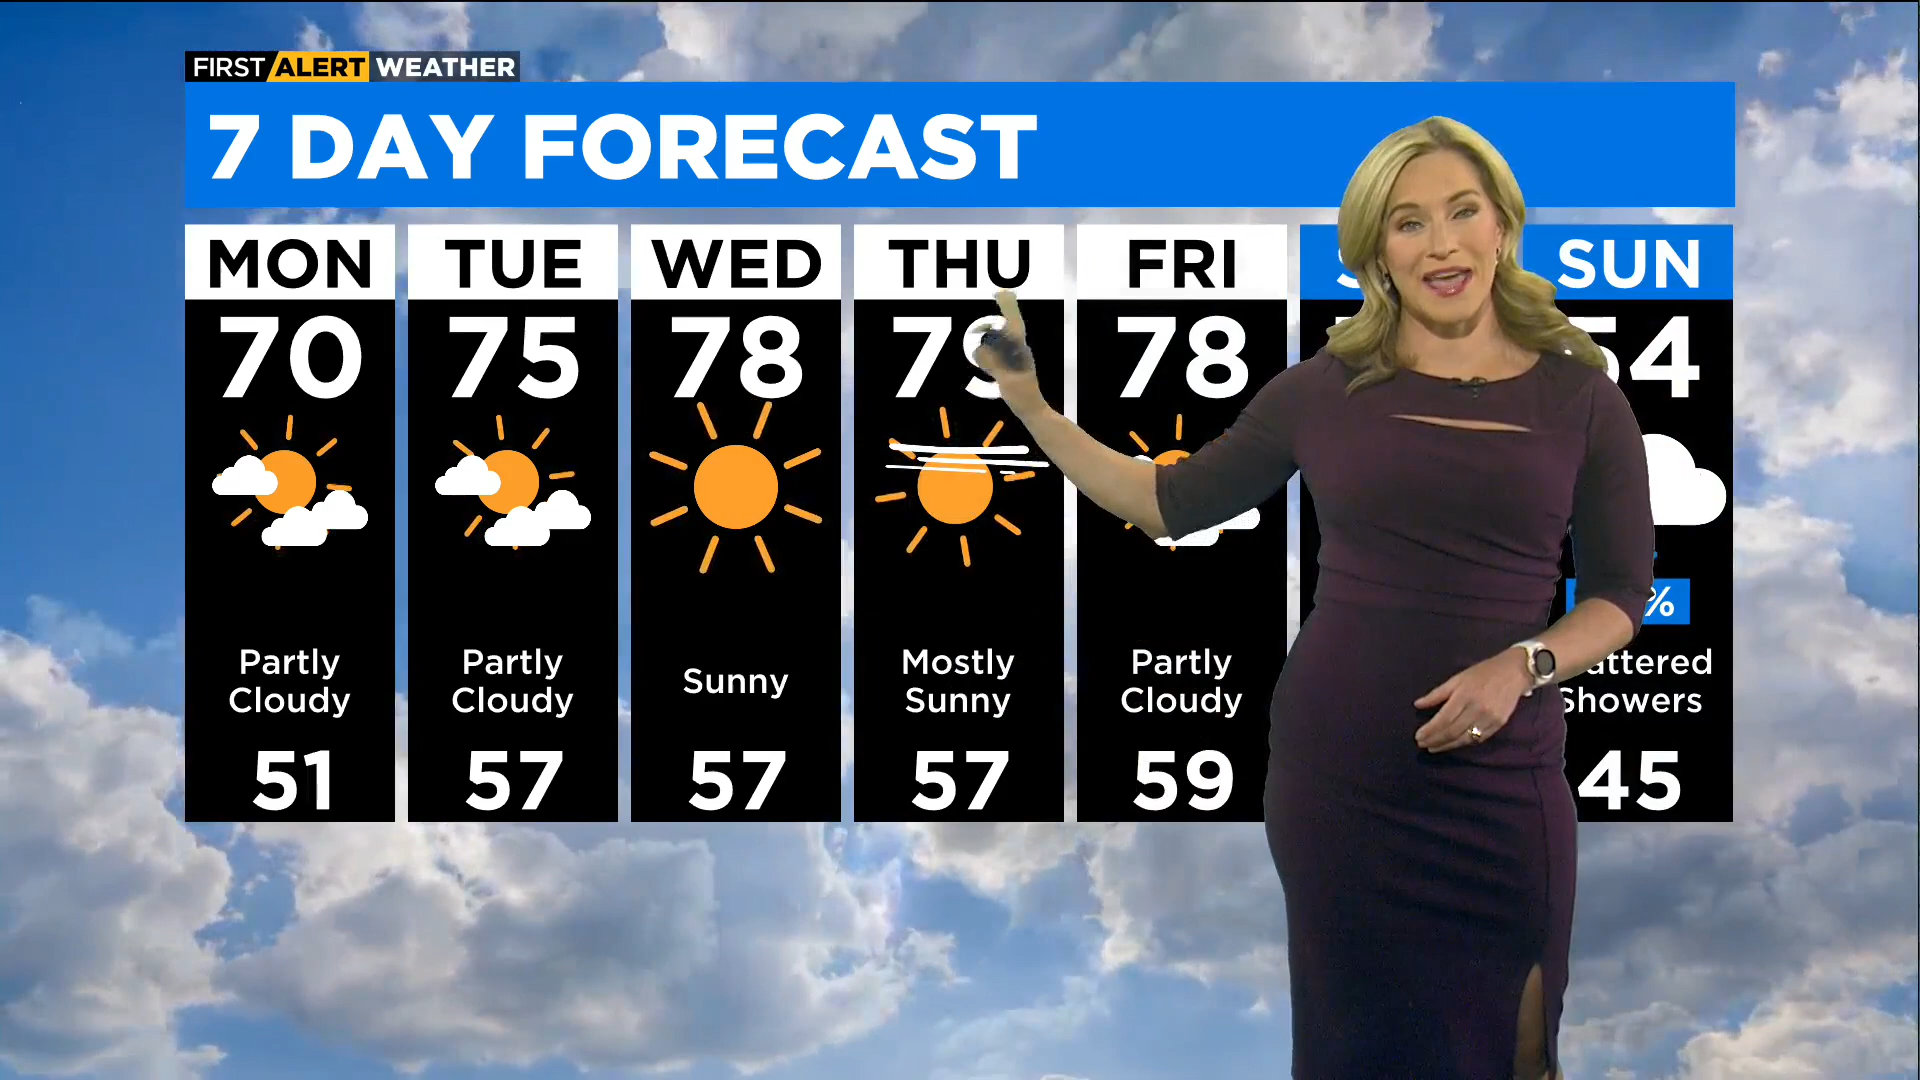 FIRST ALERT WEATHER
7 DAY FORECAST
MON TUE WED THU FRI SUN
70 75 78 79 78
Partly Cloudy
Partly Cloudy
Sunny
Mostly Sunny
Partly Cloudy
Showers
51 57 57 57 59 45